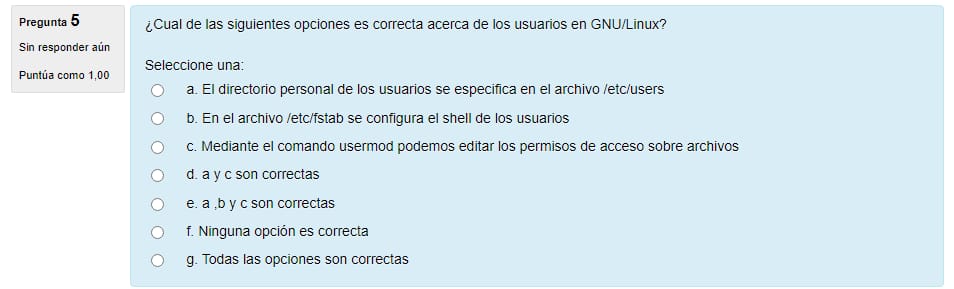 Pregunta 5
Sin responder aún
Puntúa como 1,00
¿Cual de las siguientes opciones es correcta acerca de los usuarios en GNU/Linux?
Seleccione una:
a. El directorio personal de los usuarios se especifica en el archivo /etc/users
b. En el archivo /etc/fstab se configura el shell de los usuarios
c. Mediante el comando usermod podemos editar los permisos de acceso sobre archivos
d. a y c son correctas
e. a ,b y c son correctas
f. Ninguna opción es correcta
g. Todas las opciones son correctas